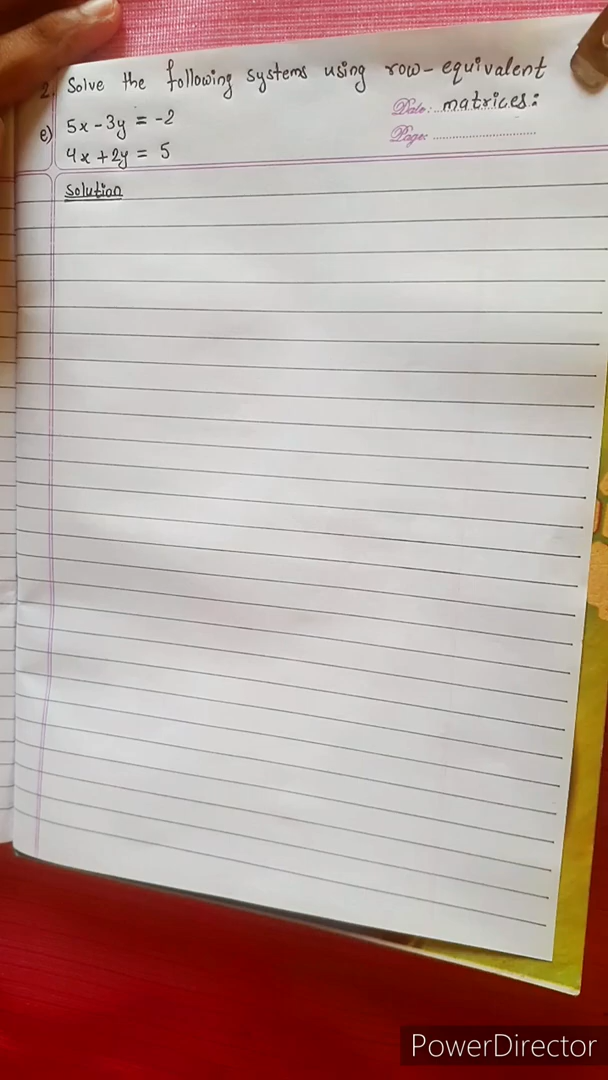 2. Solve the following systems using row-equivalent
Date: matrices:
Page:
e) 5x - 3y = -2
4x + 2y = 5
Solution
PowerDirector